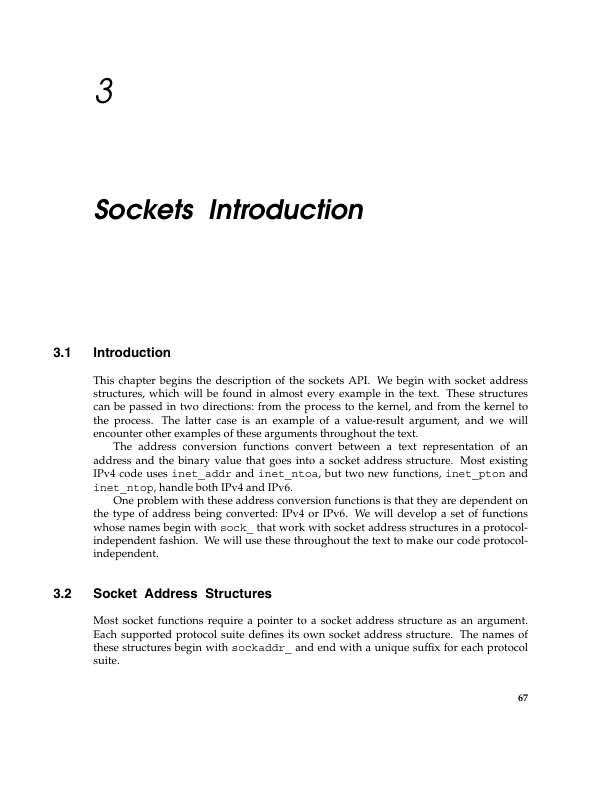 3
Sockets Introduction
3.1 Introduction
This chapter begins the description of the sockets API. We begin with socket address
structures, which will be found in almost every example in the text. These structures
can be passed in two directions: from the process to the kernel, and from the kernel to
the process. The latter case is an example of a value-result argument, and we will
encounter other examples of these arguments throughout the text.
The address conversion functions convert between a text representation of an
address and the binary value that goes into a socket address structure. Most existing
IPv4 code uses inet_addr and inet_ntoa, but two new functions, inet_pton and
inet_ntop, handle both IPv4 and IPv6.
One problem with these address conversion functions is that they are dependent on
the type of address being converted: IPv4 or IPv6. We will develop a set of functions
whose names begin with sock_ that work with socket address structures in a protocol-
independent fashion. We will use these throughout the text to make our code protocol-
independent.
3.2 Socket Address Structures
Most socket functions require a pointer to a socket address structure as an argument.
Each supported protocol suite defines its own socket address structure. The names of
these structures begin with sockaddr_ and end with a unique suffix for each protocol
suite.
67